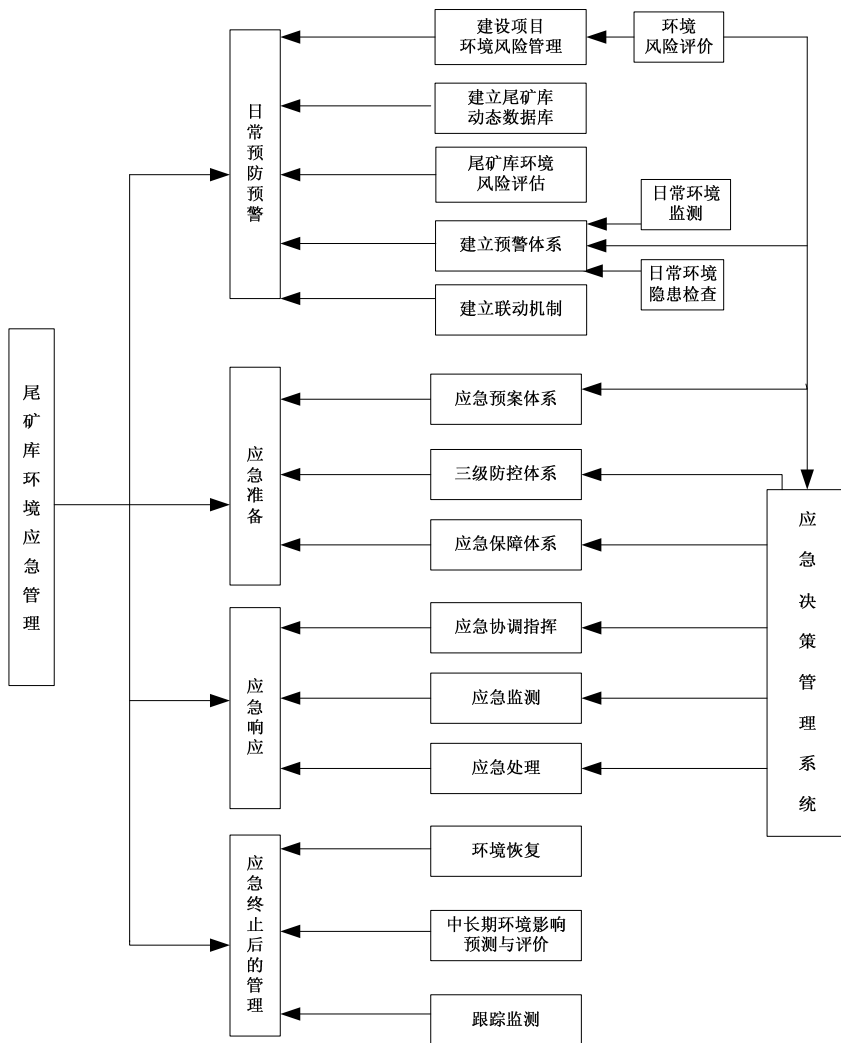 尾矿库环境应急管理
日常预防预警
建设项目
环境风险管理
环境
风险评价
建立尾矿库
动态数据库
尾矿库环境
风险评估
日常环境
监测
建立预警体系
日常环境
隐患检查
建立联动机制
应急准备
应急预案体系
三级防控体系
应急保障体系
应急响应
应急协调指挥
应急监测
应急处理
应急决策管理系统
应急终止后的管理
环境恢复
中长期环境影响
预测与评价
跟踪监测